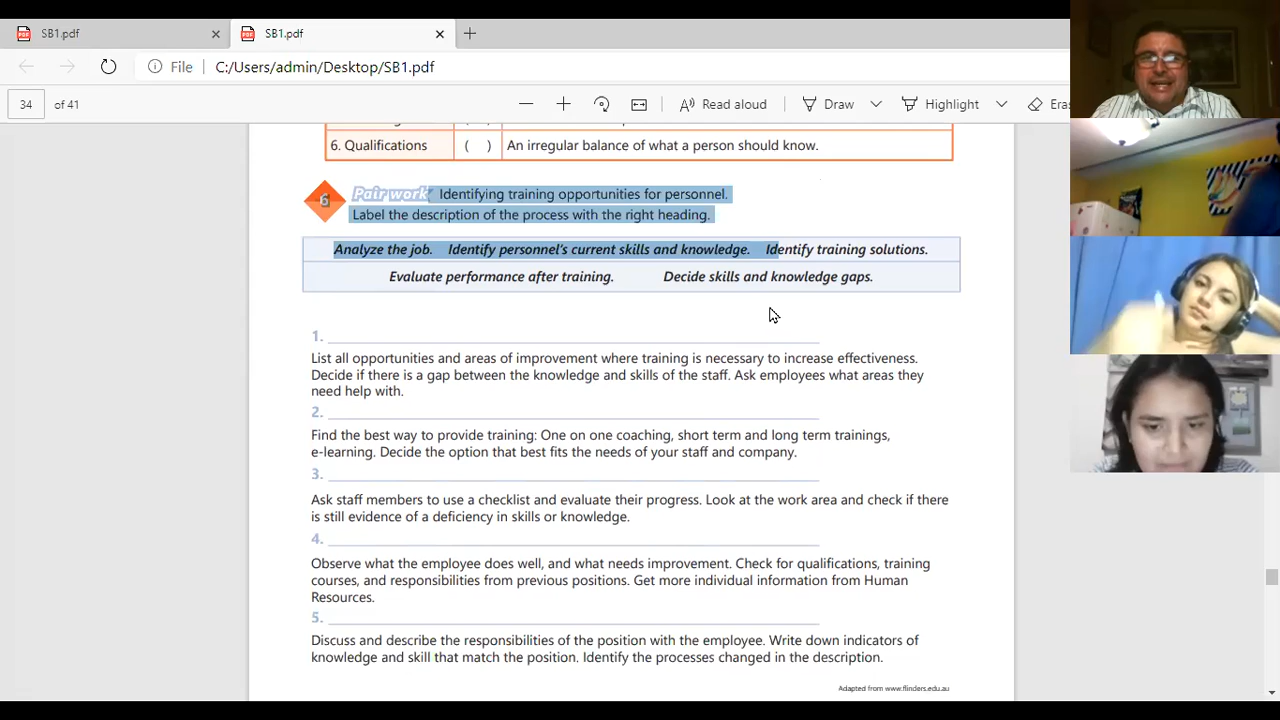 SB1.pdf
SB1.pdf
File
C:/Users/admin/Desktop/SB1.pdf
34 of 41
Read aloud
Draw
Highlight
6. Qualifications ( ) An irregular balance of what a person should know.
6 Pair work Identifying training opportunities for personnel.
Label the description of the process with the right heading.
Analyze the job. Identify personnel's current skills and knowledge. Identify training solutions.
Evaluate performance after training. Decide skills and knowledge gaps.
1.
List all opportunities and areas of improvement where training is necessary to increase effectiveness.
Decide if there is a gap between the knowledge and skills of the staff. Ask employees what areas they
need help with.
2.
Find the best way to provide training: One on one coaching, short term and long term trainings,
e-learning. Decide the option that best fits the needs of your staff and company.
3.
Ask staff members to use a checklist and evaluate their progress. Look at the work area and check if there
is still evidence of a deficiency in skills or knowledge.
4.
Observe what the employee does well, and what needs improvement. Check for qualifications, training
courses, and responsibilities from previous positions. Get more individual information from Human
Resources.
5.
Discuss and describe the responsibilities of the position with the employee. Write down indicators of
knowledge and skill that match the position. Identify the processes changed in the description.
Adapted from www.flinders.edu.au